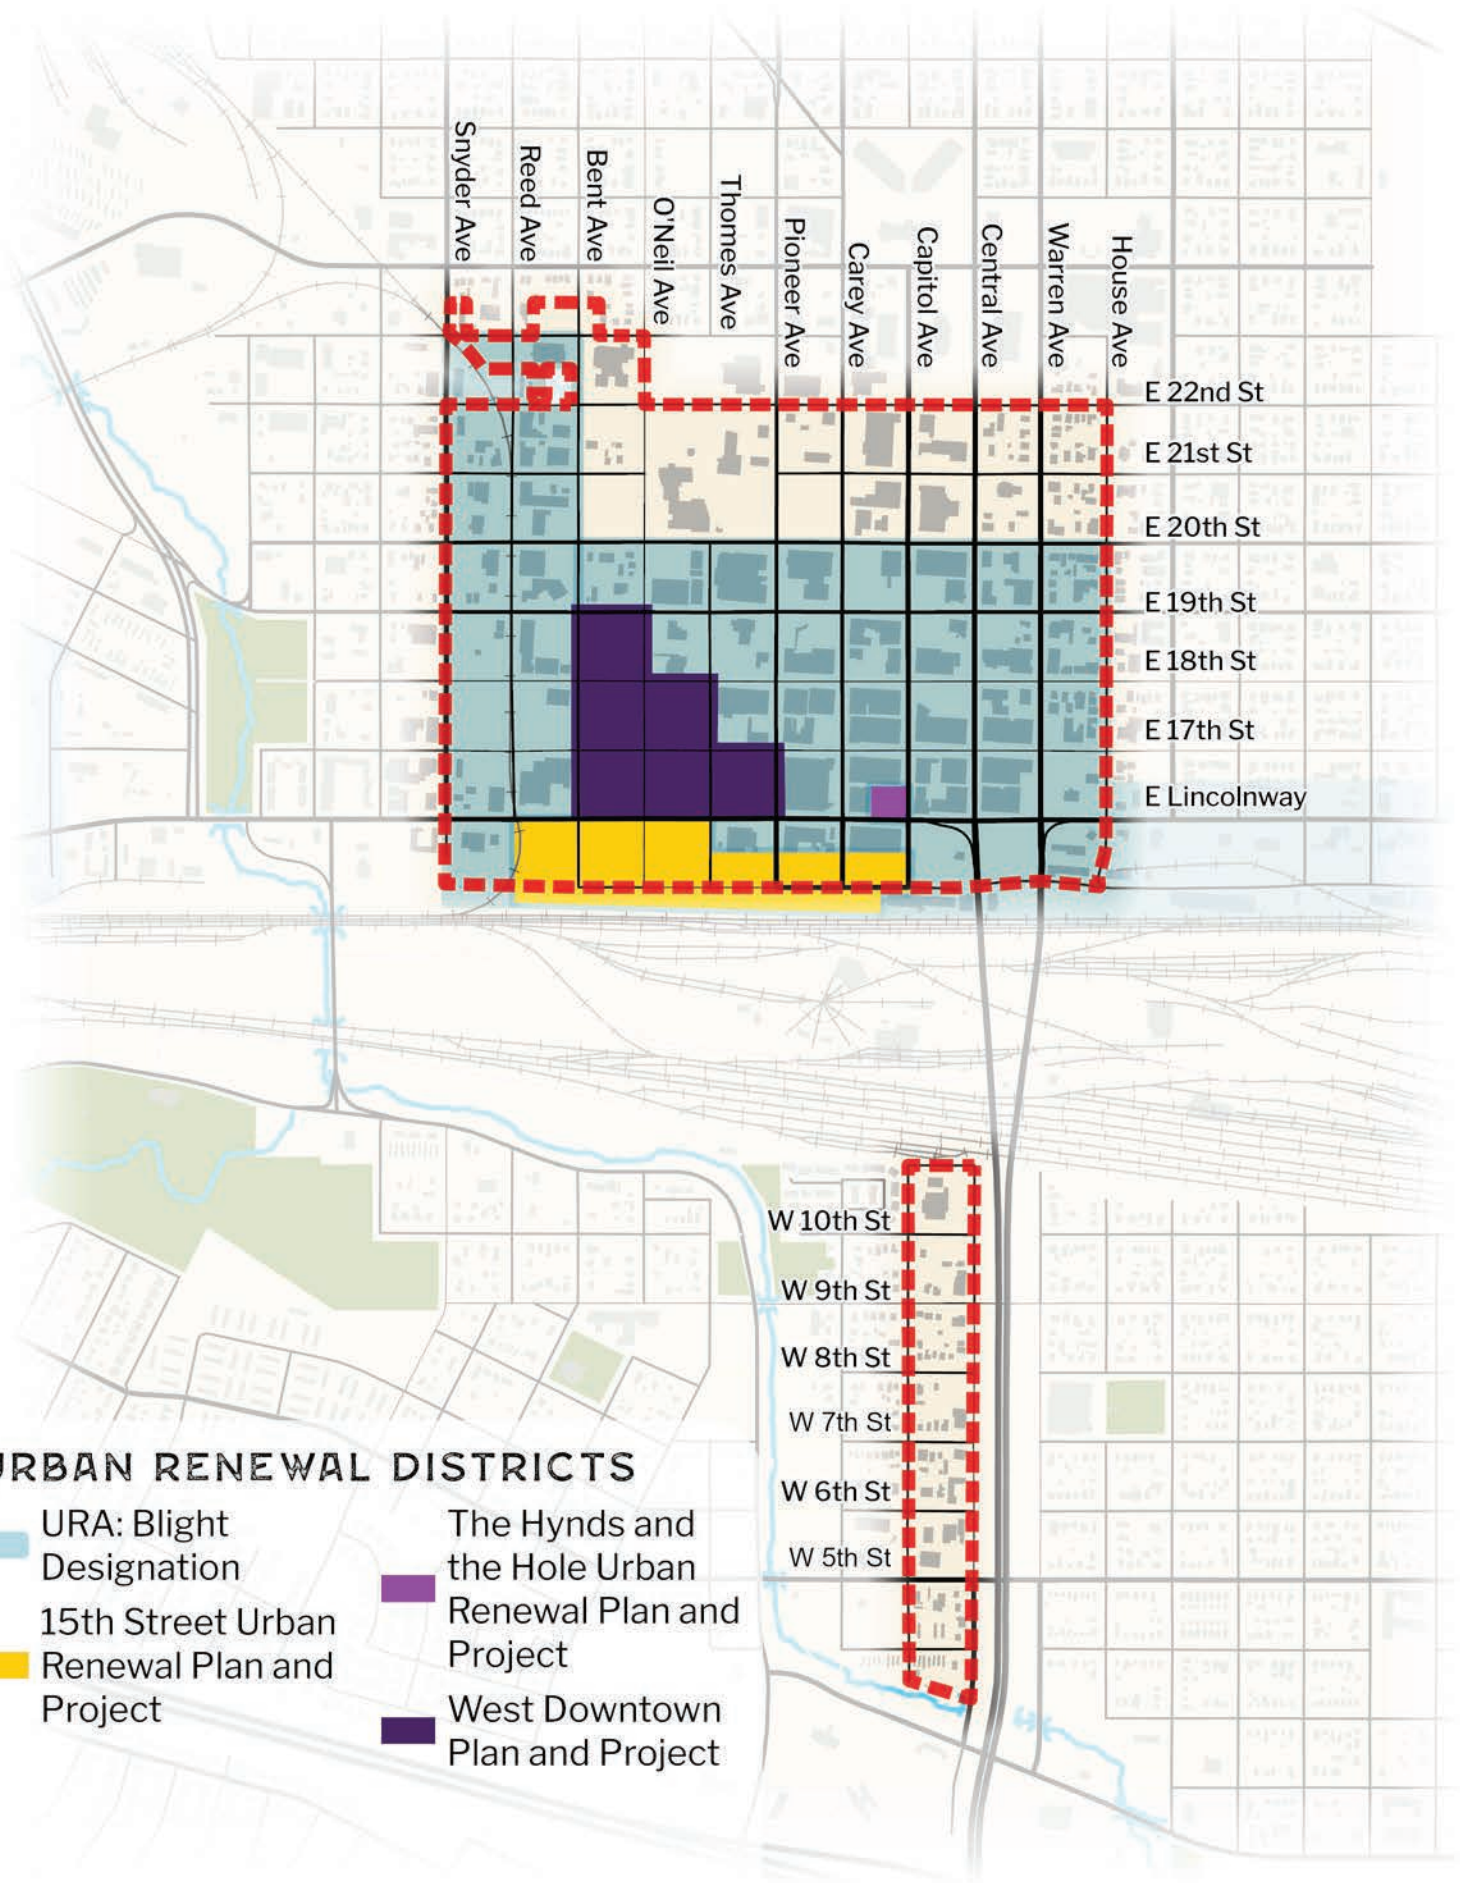 Snyder Ave
Reed Ave
Bent Ave
O'Neil Ave
Thomes Ave
Pioneer Ave
Carey Ave
Capitol Ave
Central Ave
Warren Ave
House Ave
E 22nd St
E 21st St
E 20th St
E 19th St
E 18th St
E 17th St
E Lincolnway
W 10th St
W 9th St
W 8th St
W 7th St
W 6th St
W 5th St
URBAN RENEWAL DISTRICTS
URA: Blight
Designation
15th Street Urban
Renewal Plan and
Project
The Hynds and
the Hole Urban
Renewal Plan and
Project
West Downtown
Plan and Project